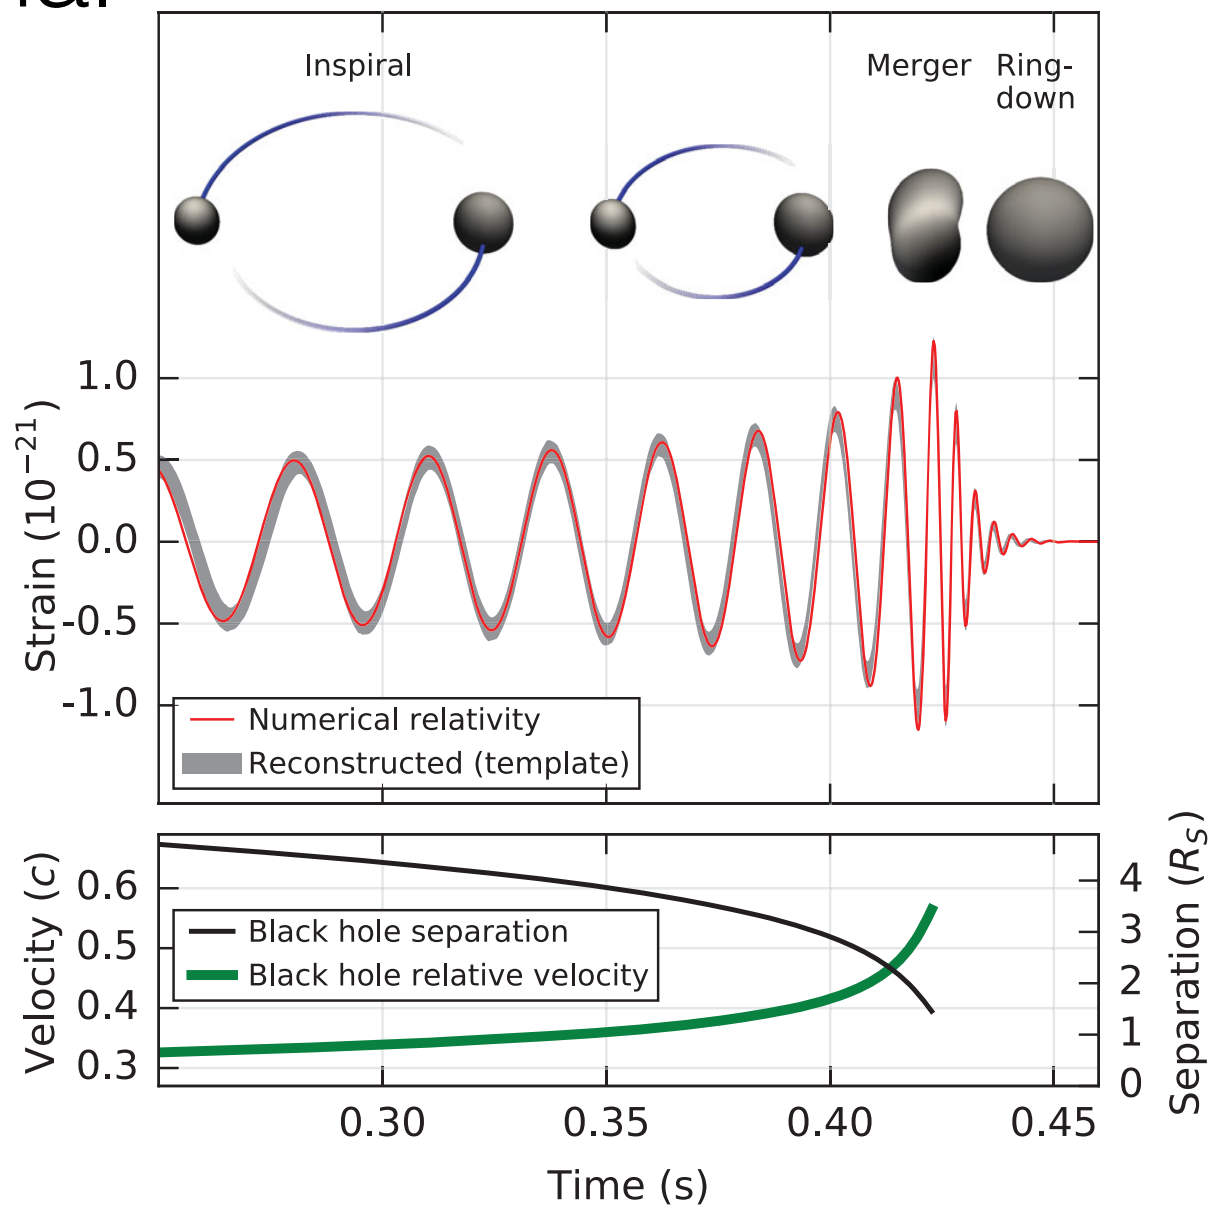 Inspiral
Merger
Ring-
down
Strain (10⁻²¹)
1.0
0.5
0.0
-0.5
-1.0
Numerical relativity
Reconstructed (template)
Velocity (c)
0.6
0.5
0.4
0.3
Black hole separation
Black hole relative velocity
4
3
2
1
0
Separation (R_S)
0.30 0.35 0.40 0.45
Time (s)